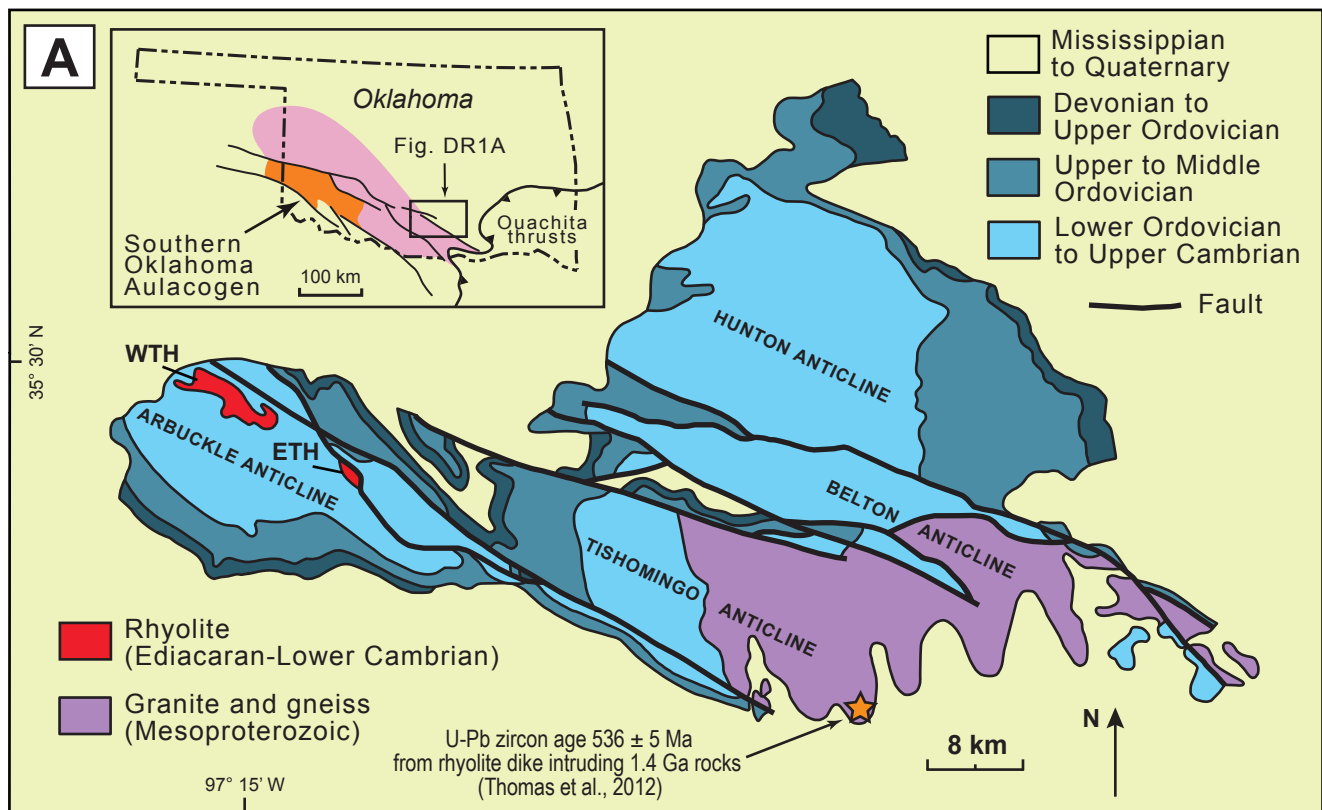 A
Oklahoma
Fig. DR1A
Ouachita
thrusts
Southern
Oklahoma
Aulacogen
100 km
Mississippian
to Quaternary
Devonian to
Upper Ordovician
Upper to Middle
Ordovician
Lower Ordovician
to Upper Cambrian
Fault
35° 30' N
WTH
HUNTON ANTICLINE
ARBUCKLE ANTICLINE
ETH
BELTON
ANTICLINE
TISHOMINGO
ANTICLINE
Rhyolite
(Ediacaran-Lower Cambrian)
Granite and gneiss
(Mesoproterozoic)
U-Pb zircon age 536 ± 5 Ma
from rhyolite dike intruding 1.4 Ga rocks
(Thomas et al., 2012)
8 km
N
97° 15' W